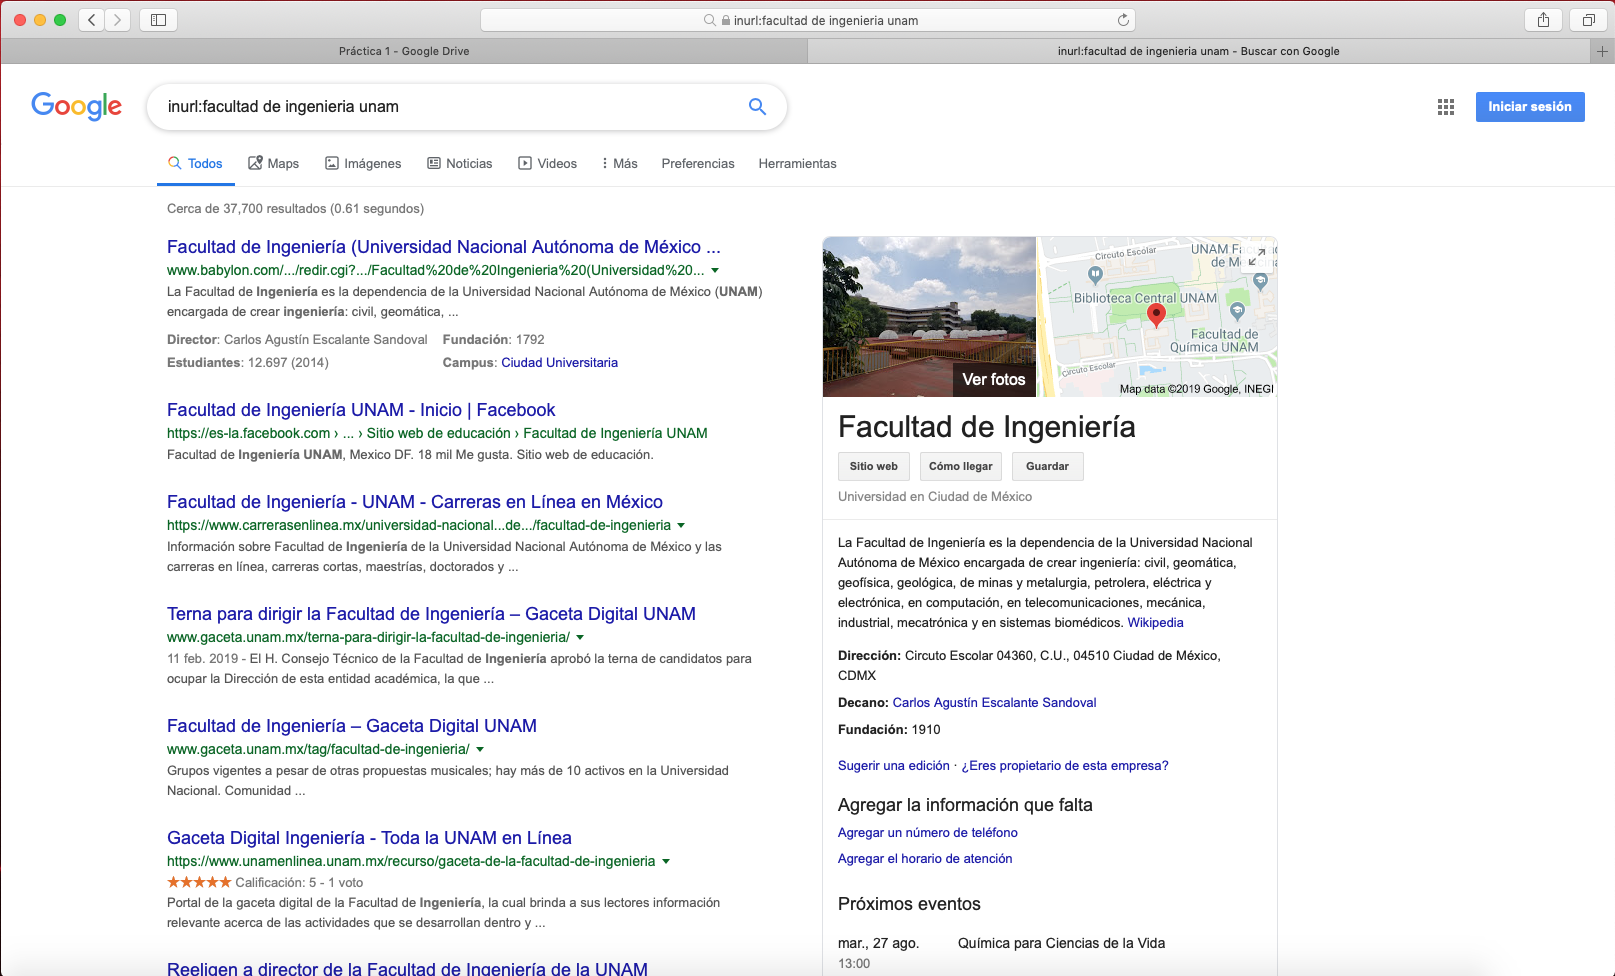 inurl:facultad de ingenieria unam
Práctica 1 - Google Drive
inurl:facultad de ingenieria unam - Buscar con Google
Google
inurl:facultad de ingenieria unam
Iniciar sesión
Todos
Maps
Imágenes
Noticias
Videos
Más
Preferencias
Herramientas
Cerca de 37,700 resultados (0.61 segundos)
Facultad de Ingeniería (Universidad Nacional Autónoma de México ...
www.babylon.com/.../redir.cgi?.../Facultad%20de%20Ingenieria%20(Universidad%20...
La Facultad de Ingeniería es la dependencia de la Universidad Nacional Autónoma de México (UNAM)
encargada de crear ingeniería: civil, geomática, ...
Director: Carlos Agustín Escalante Sandoval Fundación: 1792
Estudiantes: 12.697 (2014) Campus: Ciudad Universitaria
Facultad de Ingeniería UNAM - Inicio | Facebook
https://es-la.facebook.com › ... › Sitio web de educación › Facultad de Ingeniería UNAM
Facultad de Ingeniería UNAM, Mexico DF. 18 mil Me gusta. Sitio web de educación.
Facultad de Ingeniería - UNAM - Carreras en Línea en México
https://www.carrerasenlinea.mx/universidad-nacional...de.../facultad-de-ingenieria
Información sobre Facultad de Ingeniería de la Universidad Nacional Autónoma de México y las
carreras en línea, carreras cortas, maestrías, doctorados y ...
Terna para dirigir la Facultad de Ingeniería – Gaceta Digital UNAM
www.gaceta.unam.mx/terna-para-dirigir-la-facultad-de-ingenieria/
11 feb. 2019 - El H. Consejo Técnico de la Facultad de Ingeniería aprobó la terna de candidatos para
ocupar la Dirección de esta entidad académica, la que ...
Facultad de Ingeniería – Gaceta Digital UNAM
www.gaceta.unam.mx/tag/facultad-de-ingenieria/
Grupos vigentes a pesar de otras propuestas musicales; hay más de 10 activos en la Universidad
Nacional. Comunidad ...
Gaceta Digital Ingeniería - Toda la UNAM en Línea
https://www.unamenlinea.unam.mx/recurso/gaceta-de-la-facultad-de-ingenieria
Calificación: 5 - 1 voto
Portal de la gaceta digital de la Facultad de Ingeniería, la cual brinda a sus lectores información
relevante acerca de las actividades que se desarrollan dentro y ...
Reeligen a director de la Facultad de Ingeniería de la UNAM
Ver fotos
Circuito Escolar
UNAM
de
Biblioteca Central UNAM
Facultad de
Química UNAM
Circuito Escolar
Map data ©2019 Google, INEGI
Facultad de Ingeniería
Sitio web
Cómo llegar
Guardar
Universidad en Ciudad de México
La Facultad de Ingeniería es la dependencia de la Universidad Nacional
Autónoma de México encargada de crear ingeniería: civil, geomática,
geofísica, geológica, de minas y metalurgia, petrolera, eléctrica y
electrónica, en computación, en telecomunicaciones, mecánica,
industrial, mecatrónica y en sistemas biomédicos. Wikipedia
Dirección: Circuto Escolar 04360, C.U., 04510 Ciudad de México,
CDMX
Decano: Carlos Agustín Escalante Sandoval
Fundación: 1910
Sugerir una edición · ¿Eres propietario de esta empresa?
Agregar la información que falta
Agregar un número de teléfono
Agregar el horario de atención
Próximos eventos
mar., 27 ago. Química para Ciencias de la Vida
13:00